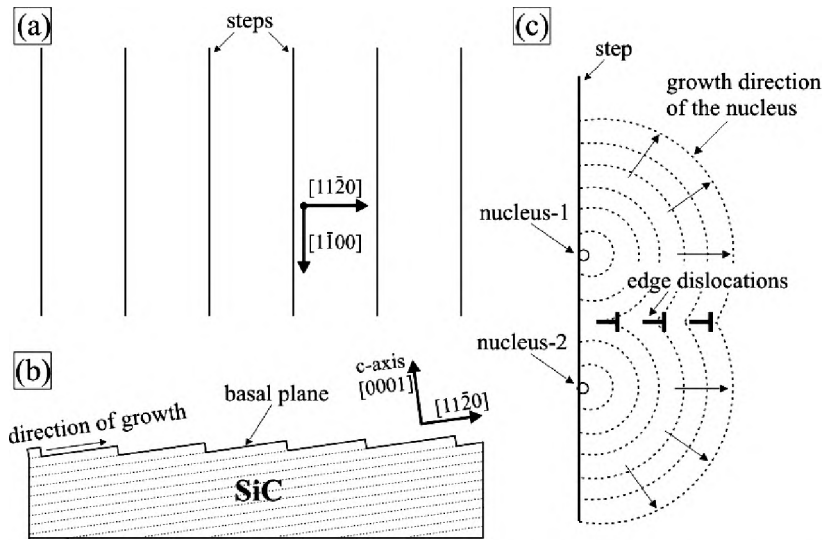 (a)
steps
[112̄0]
[11̄00]
(b)
c-axis
[0001]
[112̄0]
basal plane
direction of growth
SiC
(c)
step
growth direction
of the nucleus
nucleus-1
edge dislocations
nucleus-2